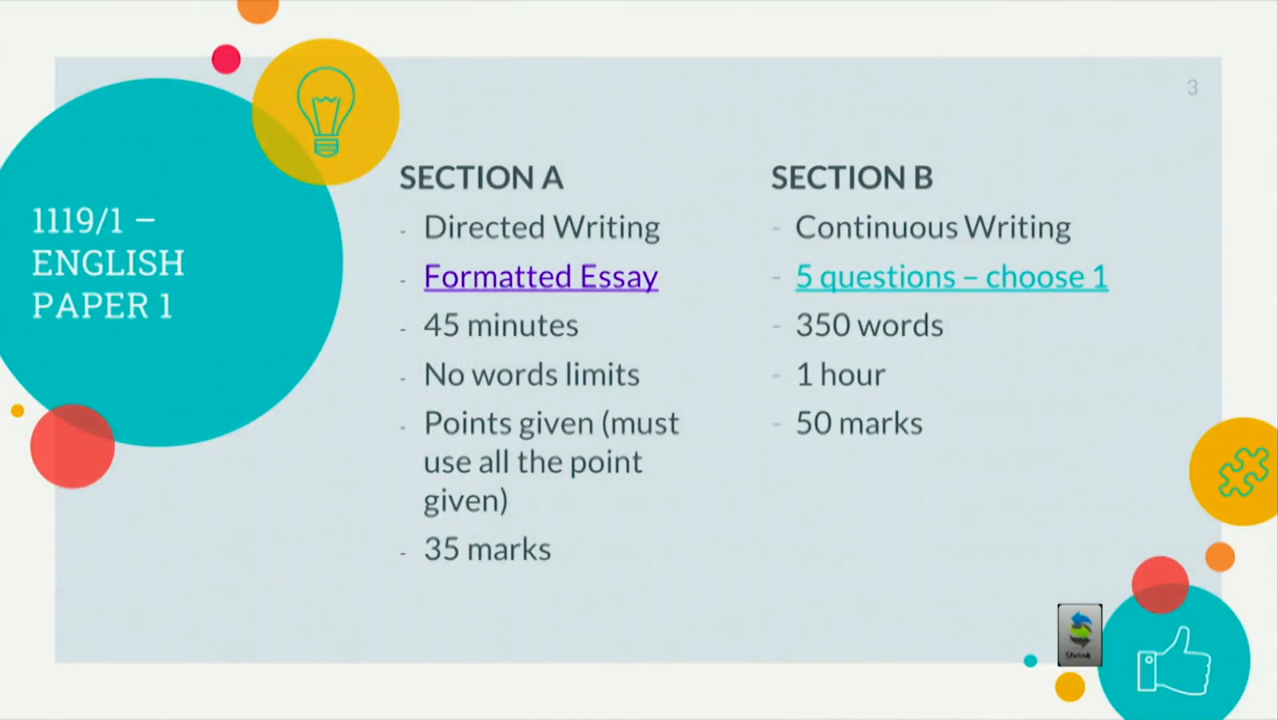 3
1119/1 –
ENGLISH
PAPER 1
SECTION A
- Directed Writing
- Formatted Essay
- 45 minutes
- No words limits
- Points given (must
use all the point
given)
- 35 marks
SECTION B
- Continuous Writing
- 5 questions – choose 1
- 350 words
- 1 hour
- 50 marks
Shrink